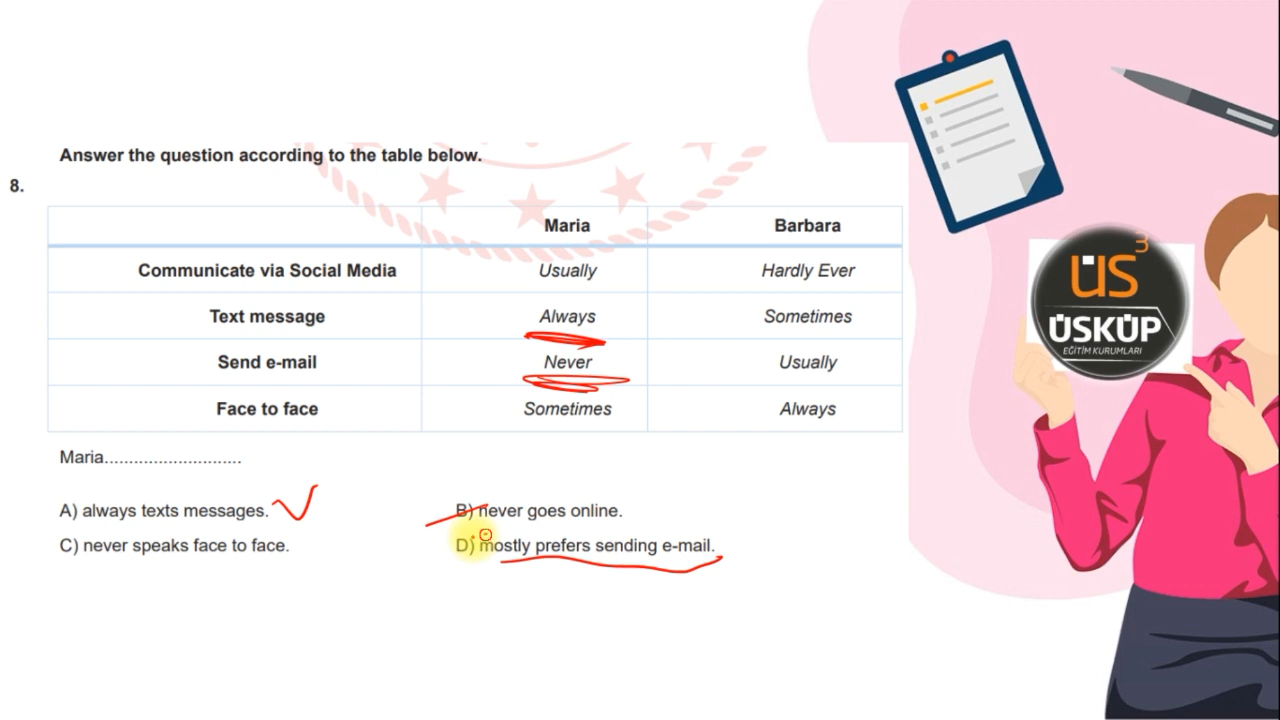 Answer the question according to the table below.
8.
Maria Barbara
Communicate via Social Media Usually Hardly Ever
Text message Always Sometimes
Send e-mail Never Usually
Face to face Sometimes Always
Maria...........................
A) always texts messages. B) never goes online.
C) never speaks face to face. D) mostly prefers sending e-mail.
üs3
ÜSKÜP
EĞİTİM KURUMLARI